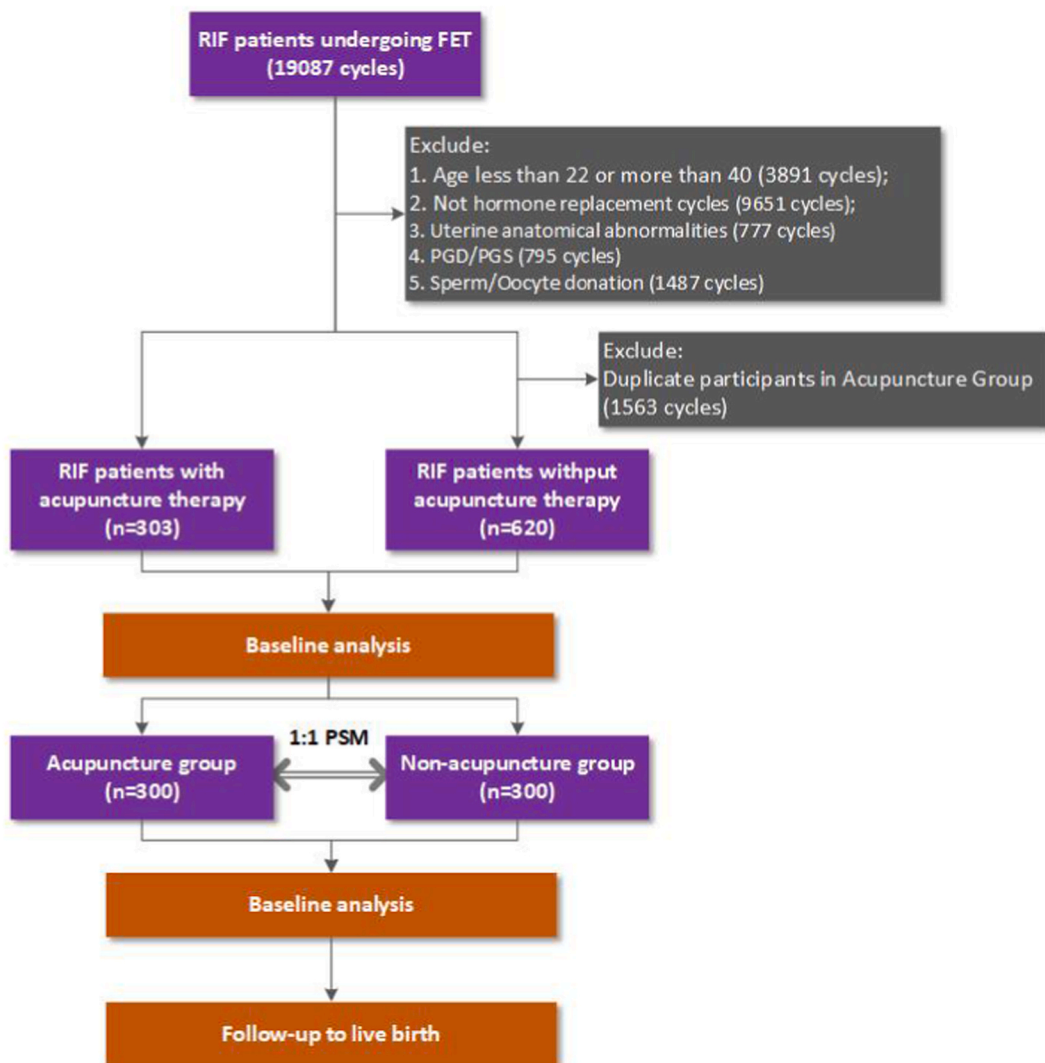 RIF patients undergoing FET
(19087 cycles)
Exclude:
1. Age less than 22 or more than 40 (3891 cycles);
2. Not hormone replacement cycles (9651 cycles);
3. Uterine anatomical abnormalities (777 cycles)
4. PGD/PGS (795 cycles)
5. Sperm/Oocyte donation (1487 cycles)
Exclude:
Duplicate participants in Acupuncture Group
(1563 cycles)
RIF patients with
acupuncture therapy
(n=303)
RIF patients withput
acupuncture therapy
(n=620)
Baseline analysis
1:1 PSM
Acupuncture group
(n=300)
Non-acupuncture group
(n=300)
Baseline analysis
Follow-up to live birth